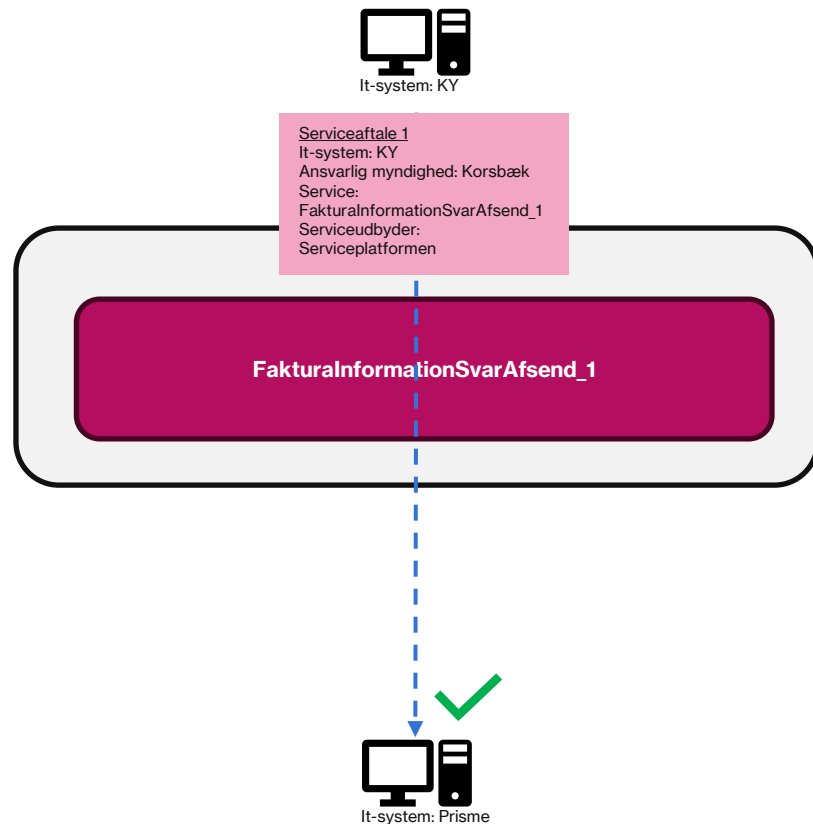 It-system: KY
Serviceaftale 1
It-system: KY
Ansvarlig myndighed: Korsbæk
Service:
FakturaInformationSvarAfsend_1
Serviceudbyder:
Serviceplatformen
FakturaInformationSvarAfsend_1
It-system: Prisme